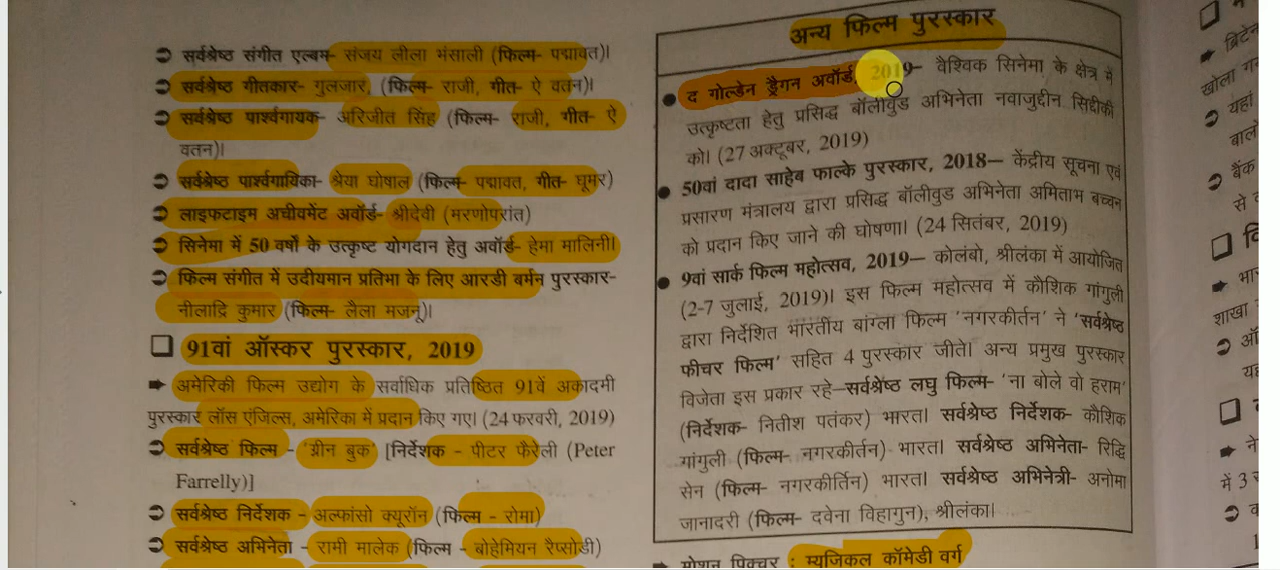 ➲ सर्वश्रेष्ठ संगीत एल्बम- संजय लीला भंसाली (फिल्म- पद्मावत)।
➲ सर्वश्रेष्ठ गीतकार- गुलजार, (फिल्म- राजी, गीत- ऐ वतन)।
➲ सर्वश्रेष्ठ पार्श्वगायक- अरिजीत सिंह (फिल्म- राजी, गीत- ऐ
वतन)।
➲ सर्वश्रेष्ठ पार्श्वगायिका- श्रेया घोषाल (फिल्म- पद्मावत, गीत- घूमर)
➲ लाइफटाइम अचीवमेंट अवॉर्ड- श्रीदेवी (मरणोपरांत)
➲ सिनेमा में 50 वर्षों के उत्कृष्ट योगदान हेतु अवॉर्ड- हेमा मालिनी।
➲ फिल्म संगीत में उदीयमान प्रतिभा के लिए आरडी बर्मन पुरस्कार-
नीलाद्रि कुमार (फिल्म- लैला मजनू)।
❑ 91वां ऑस्कर पुरस्कार, 2019
➡ अमेरिकी फिल्म उद्योग के सर्वाधिक प्रतिष्ठित 91वें अकादमी
पुरस्कार लॉस एंजिल्स, अमेरिका में प्रदान किए गए। (24 फरवरी, 2019)
➲ सर्वश्रेष्ठ फिल्म - 'ग्रीन बुक' [निर्देशक - पीटर फैरेली (Peter
Farrelly)]
➲ सर्वश्रेष्ठ निर्देशक - अल्फांसो क्यूरॉन (फिल्म - रोमा)
➲ सर्वश्रेष्ठ अभिनेता - रामी मालेक (फिल्म - बोहेमियन रैप्सोडी)
अन्य फिल्म पुरस्कार
● द गोल्डेन ड्रैगन अवॉर्ड 2019– वैश्विक सिनेमा के क्षेत्र में
उत्कृष्टता हेतु प्रसिद्ध बॉलीवुड अभिनेता नवाजुद्दीन सिद्दीकी
को। (27 अक्टूबर, 2019)
● 50वां दादा साहेब फाल्के पुरस्कार, 2018– केंद्रीय सूचना एवं
प्रसारण मंत्रालय द्वारा प्रसिद्ध बॉलीवुड अभिनेता अमिताभ बच्चन
को प्रदान किए जाने की घोषणा। (24 सितंबर, 2019)
● 9वां सार्क फिल्म महोत्सव, 2019– कोलंबो, श्रीलंका में आयोजित
(2-7 जुलाई, 2019)। इस फिल्म महोत्सव में कौशिक गांगुली
द्वारा निर्देशित भारतीय बांग्ला फिल्म 'नगरकीर्तन' ने 'सर्वश्रेष्ठ
फीचर फिल्म' सहित 4 पुरस्कार जीते। अन्य प्रमुख पुरस्कार
विजेता इस प्रकार रहे–सर्वश्रेष्ठ लघु फिल्म- 'ना बोले वो हराम'
(निर्देशक- नितीश पतंकर) भारत। सर्वश्रेष्ठ निर्देशक- कौशिक
गांगुली (फिल्म- नगरकीर्तन) भारत। सर्वश्रेष्ठ अभिनेता- रिद्धि
सेन (फिल्म- नगरकीर्तिन) भारत। सर्वश्रेष्ठ अभिनेत्री- अनोमा
जानादरी (फिल्म- दवेना विहागुन), श्रीलंका।
➡ मोशन पिक्चर : म्यूजिकल कॉमेडी वर्ग
खोला
➲ यहां
बैंक
से
➡ भार
शाखा
में 3